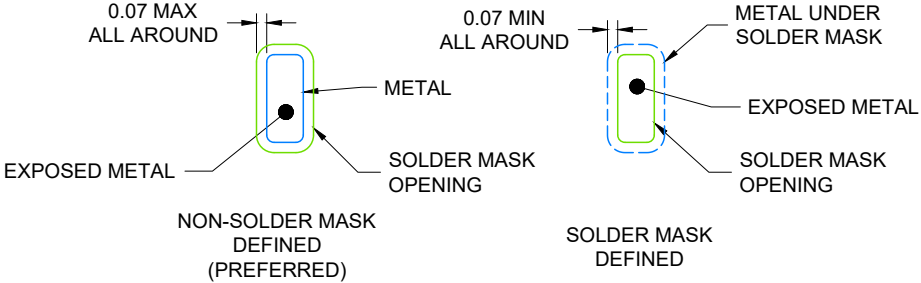 0.07 MAX
ALL AROUND
METAL
EXPOSED METAL
SOLDER MASK
OPENING
NON-SOLDER MASK
DEFINED
(PREFERRED)
0.07 MIN
ALL AROUND
METAL UNDER
SOLDER MASK
EXPOSED METAL
SOLDER MASK
OPENING
SOLDER MASK
DEFINED